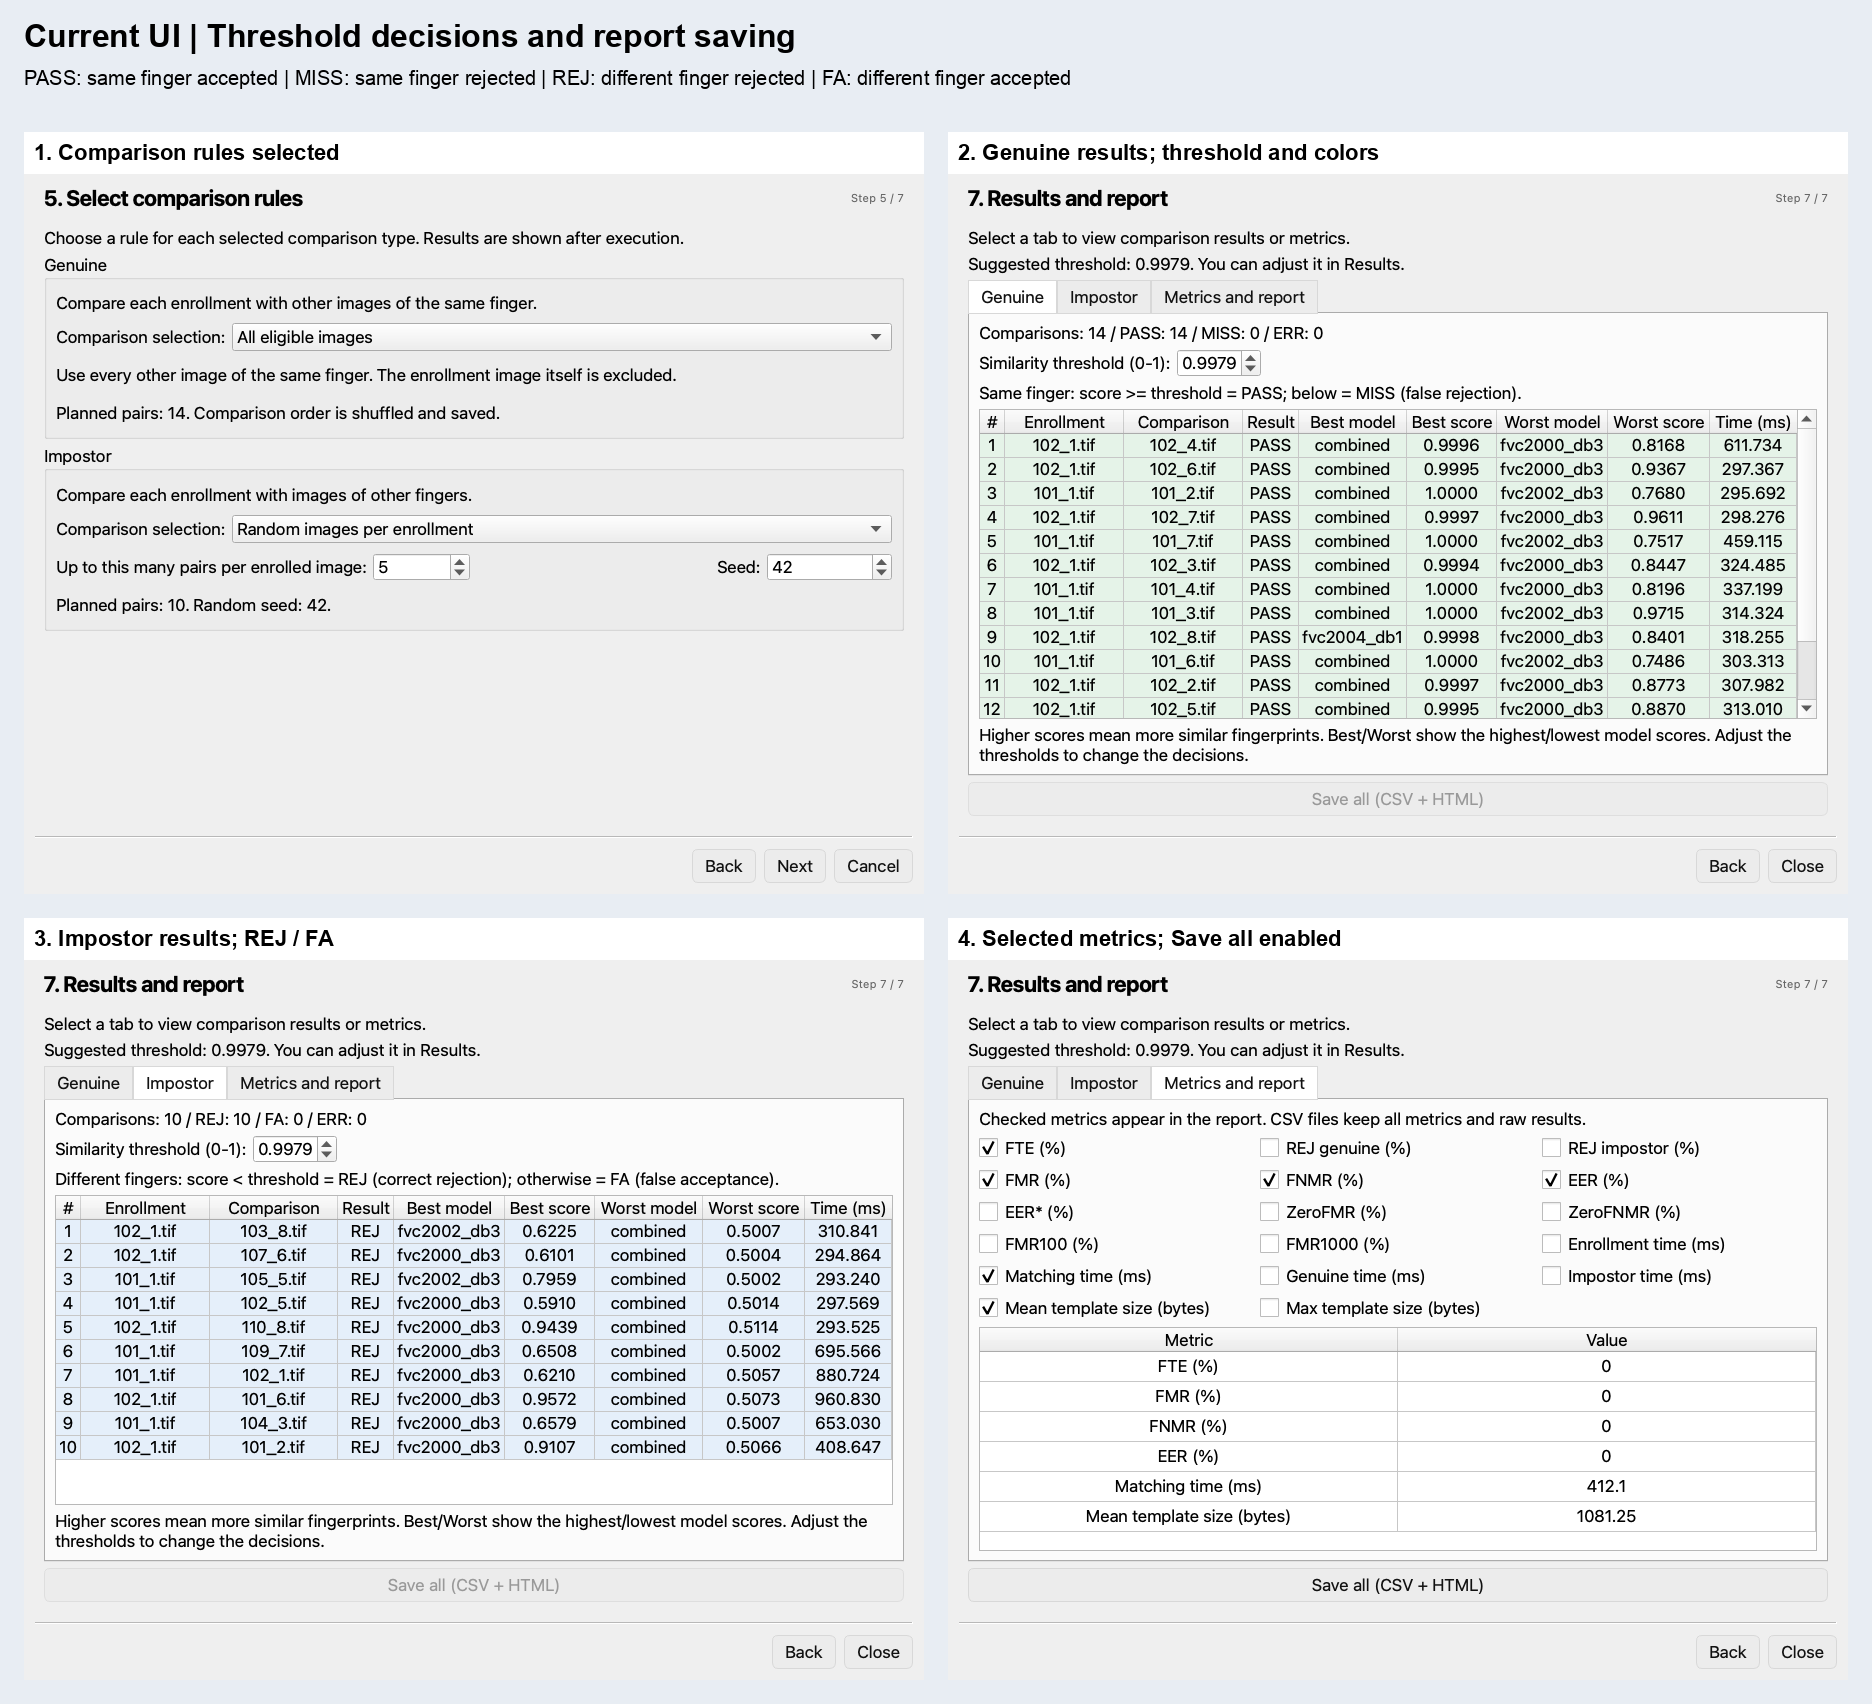 Current UI | Threshold decisions and report saving
PASS: same finger accepted | MISS: same finger rejected | REJ: different finger rejected | FA: different finger accepted
1. Comparison rules selected
5. Select comparison rules
Step 5 / 7
Choose a rule for each selected comparison type. Results are shown after execution.
Genuine
Compare each enrollment with other images of the same finger.
Comparison selection: All eligible images
Use every other image of the same finger. The enrollment image itself is excluded.
Planned pairs: 14. Comparison order is shuffled and saved.
Impostor
Compare each enrollment with images of other fingers.
Comparison selection: Random images per enrollment
Up to this many pairs per enrolled image: 5 Seed: 42
Planned pairs: 10. Random seed: 42.
Back Next Cancel
2. Genuine results; threshold and colors
7. Results and report
Step 7 / 7
Select a tab to view comparison results or metrics.
Suggested threshold: 0.9979. You can adjust it in Results.
Genuine Impostor Metrics and report
Comparisons: 14 / PASS: 14 / MISS: 0 / ERR: 0
Similarity threshold (0-1): 0.9979
Same finger: score >= threshold = PASS; below = MISS (false rejection).
# Enrollment Comparison Result Best model Best score Worst model Worst score Time (ms)
1 102_1.tif 102_4.tif PASS combined 0.9996 fvc2000_db3 0.8168 611.734
2 102_1.tif 102_6.tif PASS combined 0.9995 fvc2000_db3 0.9367 297.367
3 101_1.tif 101_2.tif PASS combined 1.0000 fvc2002_db3 0.7680 295.692
4 102_1.tif 102_7.tif PASS combined 0.9997 fvc2000_db3 0.9611 298.276
5 101_1.tif 101_7.tif PASS combined 1.0000 fvc2002_db3 0.7517 459.115
6 102_1.tif 102_3.tif PASS combined 0.9994 fvc2000_db3 0.8447 324.485
7 101_1.tif 101_4.tif PASS combined 1.0000 fvc2002_db3 0.8196 337.199
8 101_1.tif 101_3.tif PASS combined 1.0000 fvc2002_db3 0.9715 314.324
9 102_1.tif 102_8.tif PASS fvc2004_db1 0.9998 fvc2000_db3 0.8401 318.255
10 101_1.tif 101_6.tif PASS combined 1.0000 fvc2002_db3 0.7486 303.313
11 102_1.tif 102_2.tif PASS combined 0.9997 fvc2000_db3 0.8773 307.982
12 102_1.tif 102_5.tif PASS combined 0.9995 fvc2000_db3 0.8870 313.010
Higher scores mean more similar fingerprints. Best/Worst show the highest/lowest model scores. Adjust the
thresholds to change the decisions.
Save all (CSV + HTML)
Back Close
3. Impostor results; REJ / FA
7. Results and report
Step 7 / 7
Select a tab to view comparison results or metrics.
Suggested threshold: 0.9979. You can adjust it in Results.
Genuine Impostor Metrics and report
Comparisons: 10 / REJ: 10 / FA: 0 / ERR: 0
Similarity threshold (0-1): 0.9979
Different fingers: score < threshold = REJ (correct rejection); otherwise = FA (false acceptance).
# Enrollment Comparison Result Best model Best score Worst model Worst score Time (ms)
1 102_1.tif 103_8.tif REJ fvc2002_db3 0.6225 combined 0.5007 310.841
2 102_1.tif 107_6.tif REJ fvc2000_db3 0.6101 combined 0.5004 294.864
3 101_1.tif 105_5.tif REJ fvc2002_db3 0.7959 combined 0.5002 293.240
4 101_1.tif 102_5.tif REJ fvc2000_db3 0.5910 combined 0.5014 297.569
5 102_1.tif 110_8.tif REJ fvc2000_db3 0.9439 combined 0.5114 293.525
6 101_1.tif 109_7.tif REJ fvc2000_db3 0.6508 combined 0.5002 695.566
7 101_1.tif 102_1.tif REJ fvc2000_db3 0.6210 combined 0.5057 880.724
8 102_1.tif 101_6.tif REJ fvc2000_db3 0.9572 combined 0.5073 960.830
9 101_1.tif 104_3.tif REJ fvc2000_db3 0.6579 combined 0.5007 653.030
10 102_1.tif 101_2.tif REJ fvc2000_db3 0.9107 combined 0.5066 408.647
Higher scores mean more similar fingerprints. Best/Worst show the highest/lowest model scores. Adjust the
thresholds to change the decisions.
Save all (CSV + HTML)
Back Close
4. Selected metrics; Save all enabled
7. Results and report
Step 7 / 7
Select a tab to view comparison results or metrics.
Suggested threshold: 0.9979. You can adjust it in Results.
Genuine Impostor Metrics and report
Checked metrics appear in the report. CSV files keep all metrics and raw results.
FTE (%) REJ genuine (%) REJ impostor (%)
FMR (%) FNMR (%) EER (%)
EER* (%) ZeroFMR (%) ZeroFNMR (%)
FMR100 (%) FMR1000 (%) Enrollment time (ms)
Matching time (ms) Genuine time (ms) Impostor time (ms)
Mean template size (bytes) Max template size (bytes)
Metric Value
FTE (%) 0
FMR (%) 0
FNMR (%) 0
EER (%) 0
Matching time (ms) 412.1
Mean template size (bytes) 1081.25
Save all (CSV + HTML)
Back Close